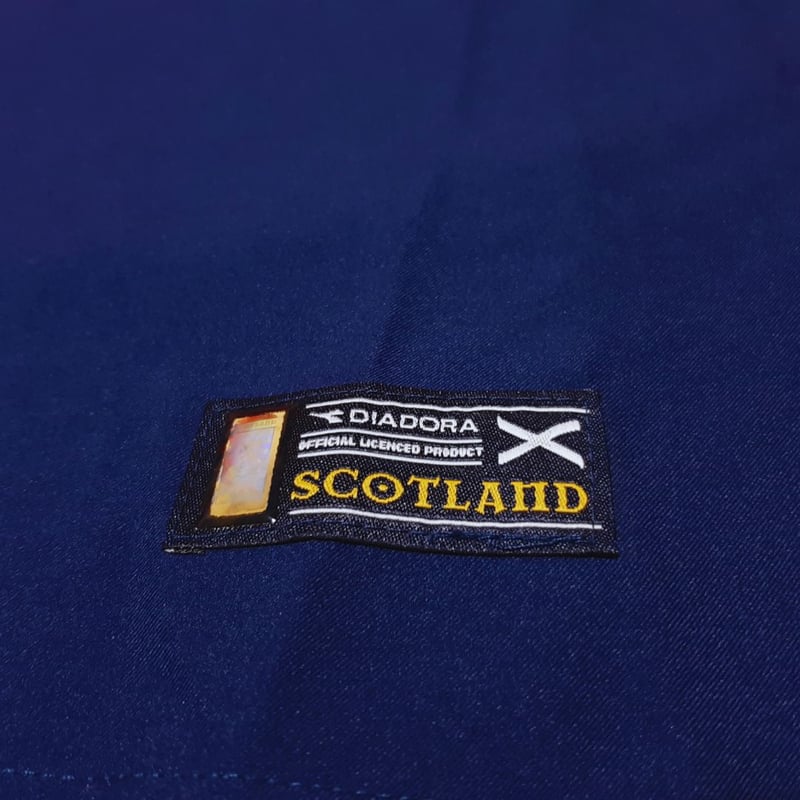 DIADORA
OFFICIAL LICENCED PRODUCT
SCOTLAND